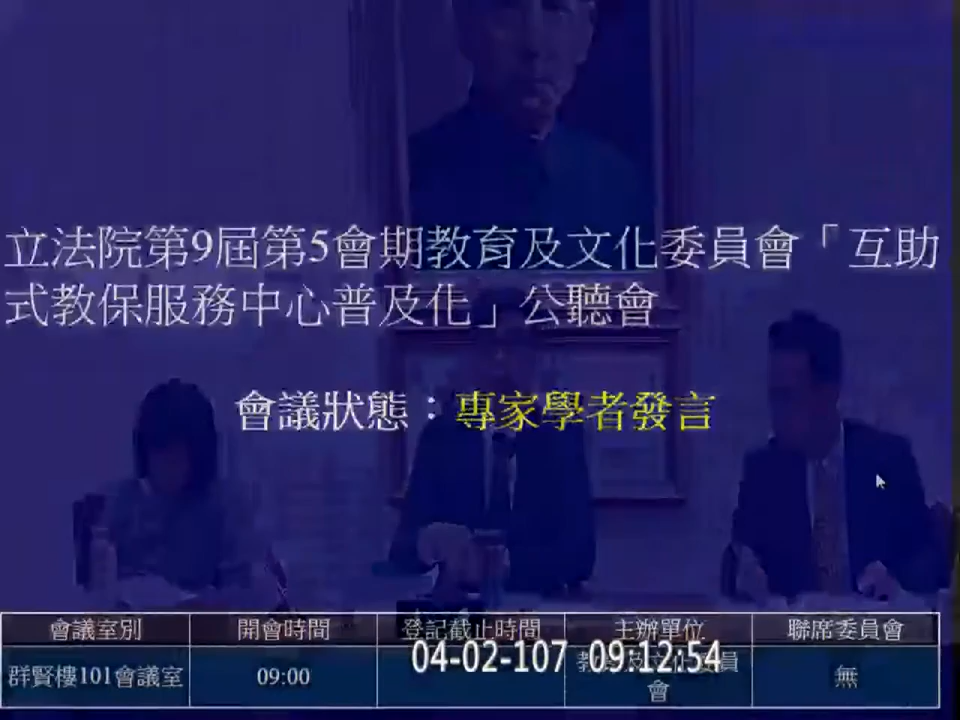 立法院第9屆第5會期教育及文化委員會「互助
式教保服務中心普及化」公聽會
會議狀態：專家學者發言
會議室別 開會時間 登記截止時間 主辦單位 聯席委員會
群賢樓101會議室 09:00 無
會
04-02-107 09:12:54